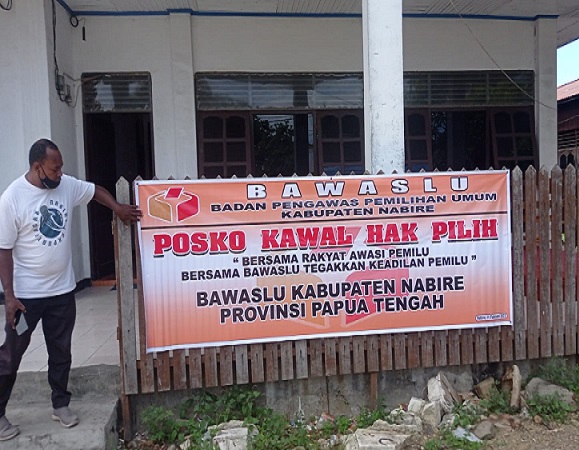 BAWASLU
BADAN PENGAWAS PEMILIHAN UMUM
KABUPATEN NABIRE
POSKO KAWAL HAK PILIH
“ BERSAMA RAKYAT AWASI PEMILU
BERSAMA BAWASLU TEGAKKAN KEADILAN PEMILU ”
BAWASLU KABUPATEN NABIRE
PROVINSI PAPUA TENGAH